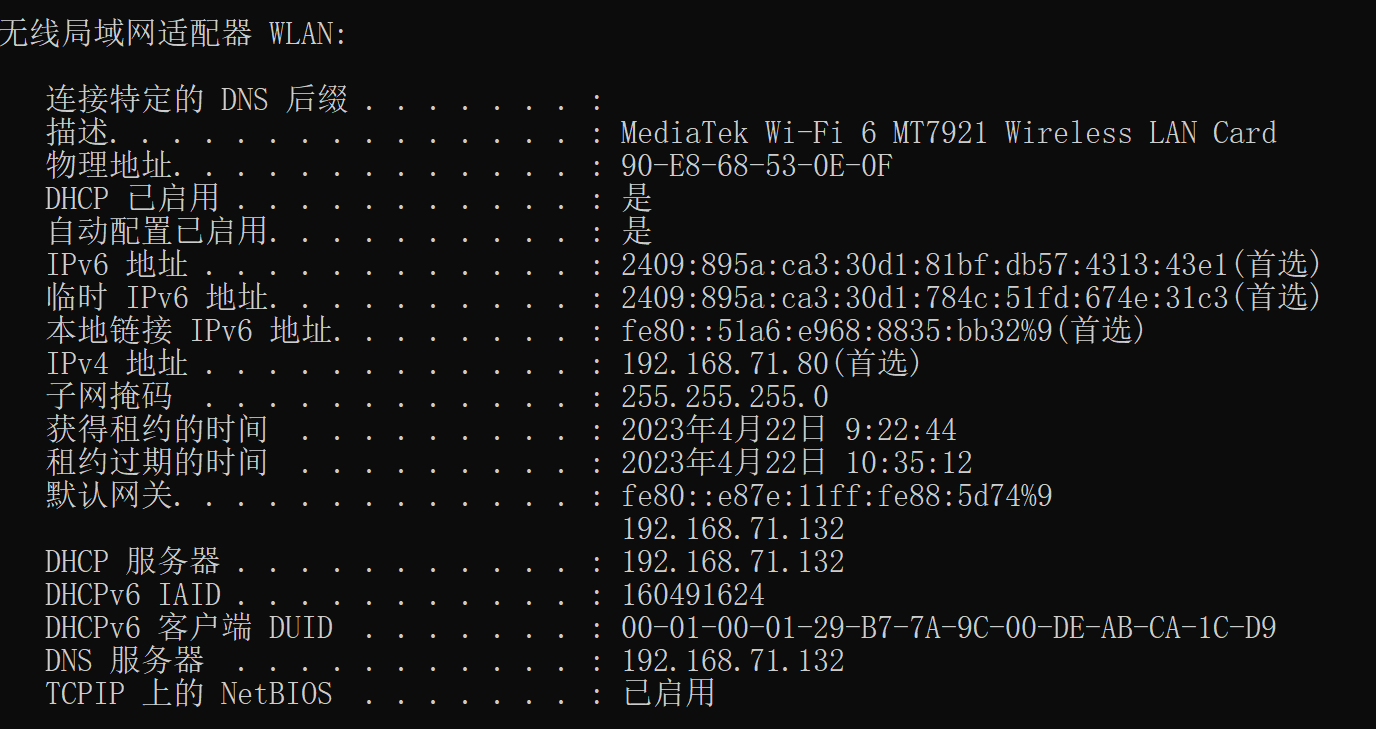 无线局域网适配器 WLAN:
连接特定的 DNS 后缀 . . . . . . . :
描述. . . . . . . . . . . . . . . : MediaTek Wi-Fi 6 MT7921 Wireless LAN Card
物理地址. . . . . . . . . . . . . : 90-E8-68-53-0E-0F
DHCP 已启用 . . . . . . . . . . . : 是
自动配置已启用. . . . . . . . . . : 是
IPv6 地址 . . . . . . . . . . . . : 2409:895a:ca3:30d1:81bf:db57:4313:43e1(首选)
临时 IPv6 地址. . . . . . . . . . : 2409:895a:ca3:30d1:784c:51fd:674e:31c3(首选)
本地链接 IPv6 地址. . . . . . . . : fe80::51a6:e968:8835:bb32%9(首选)
IPv4 地址 . . . . . . . . . . . . : 192.168.71.80(首选)
子网掩码  . . . . . . . . . . . . : 255.255.255.0
获得租约的时间  . . . . . . . . . : 2023年4月22日 9:22:44
租约过期的时间  . . . . . . . . . : 2023年4月22日 10:35:12
默认网关. . . . . . . . . . . . . : fe80::e87e:11ff:fe88:5d74%9
192.168.71.132
DHCP 服务器 . . . . . . . . . . . : 192.168.71.132
DHCPv6 IAID . . . . . . . . . . . : 160491624
DHCPv6 客户端 DUID  . . . . . . . : 00-01-00-01-29-B7-7A-9C-00-DE-AB-CA-1C-D9
DNS 服务器  . . . . . . . . . . . : 192.168.71.132
TCPIP 上的 NetBIOS  . . . . . . . : 已启用